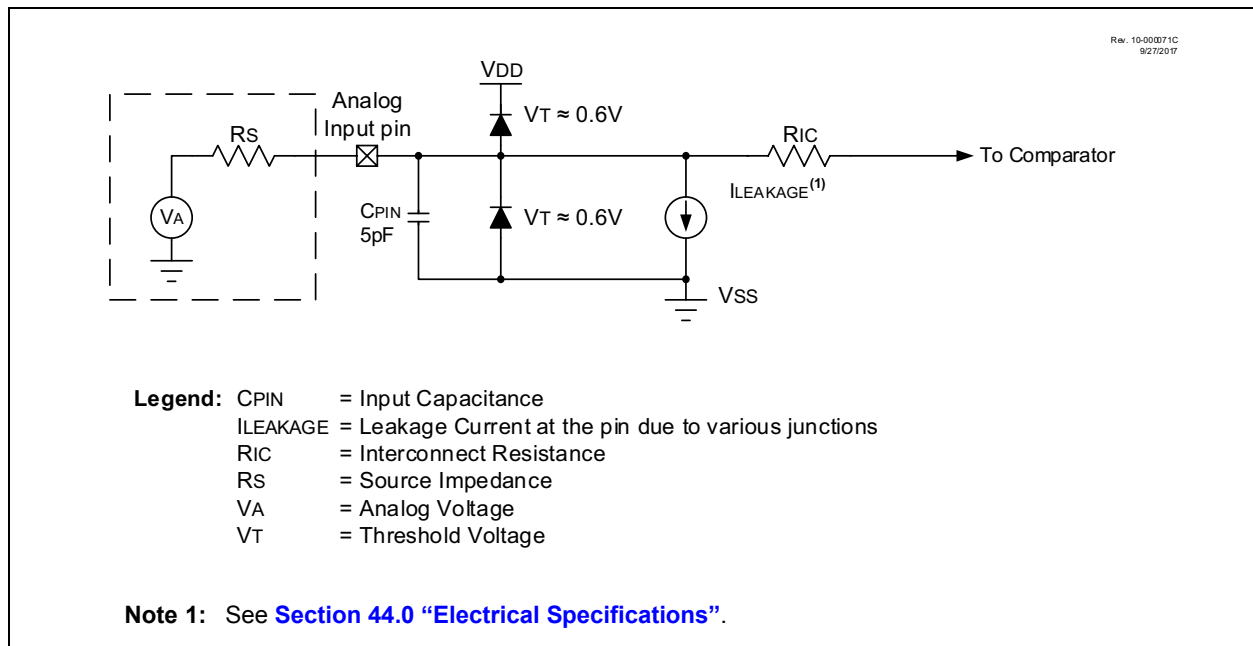 Rev. 10-000071C
9/27/2017
VDD
Analog
Input pin
VT ≈ 0.6V
RS
RIC
To Comparator
ILEAKAGE(1)
VA
CPIN
5pF
VT ≈ 0.6V
VSS
Legend: CPIN = Input Capacitance
ILEAKAGE = Leakage Current at the pin due to various junctions
RIC = Interconnect Resistance
RS = Source Impedance
VA = Analog Voltage
VT = Threshold Voltage
Note 1: See Section 44.0 “Electrical Specifications”.